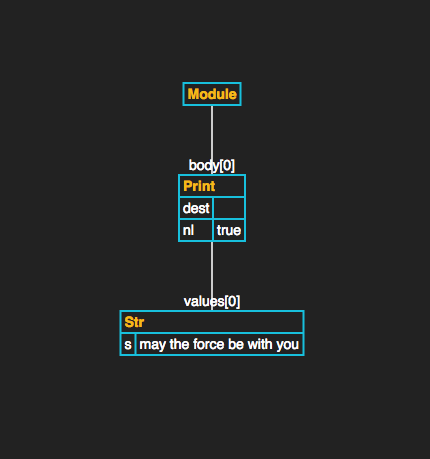 Module
body[0]
Print
dest
nl true
values[0]
Str
s may the force be with you